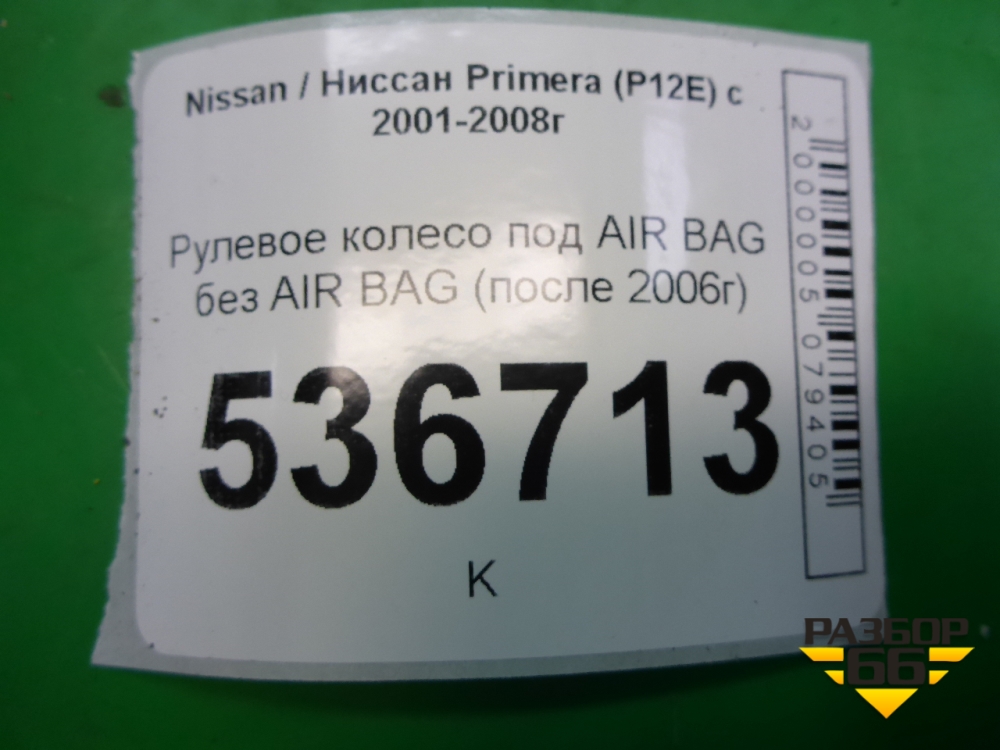 Nissan / Ниссан Primera (P12E) с
2001-2008г
Рулевое колесо под AIR BAG
без AIR BAG (после 2006г)
536713
К
2000005079405
РАЗБОР
66